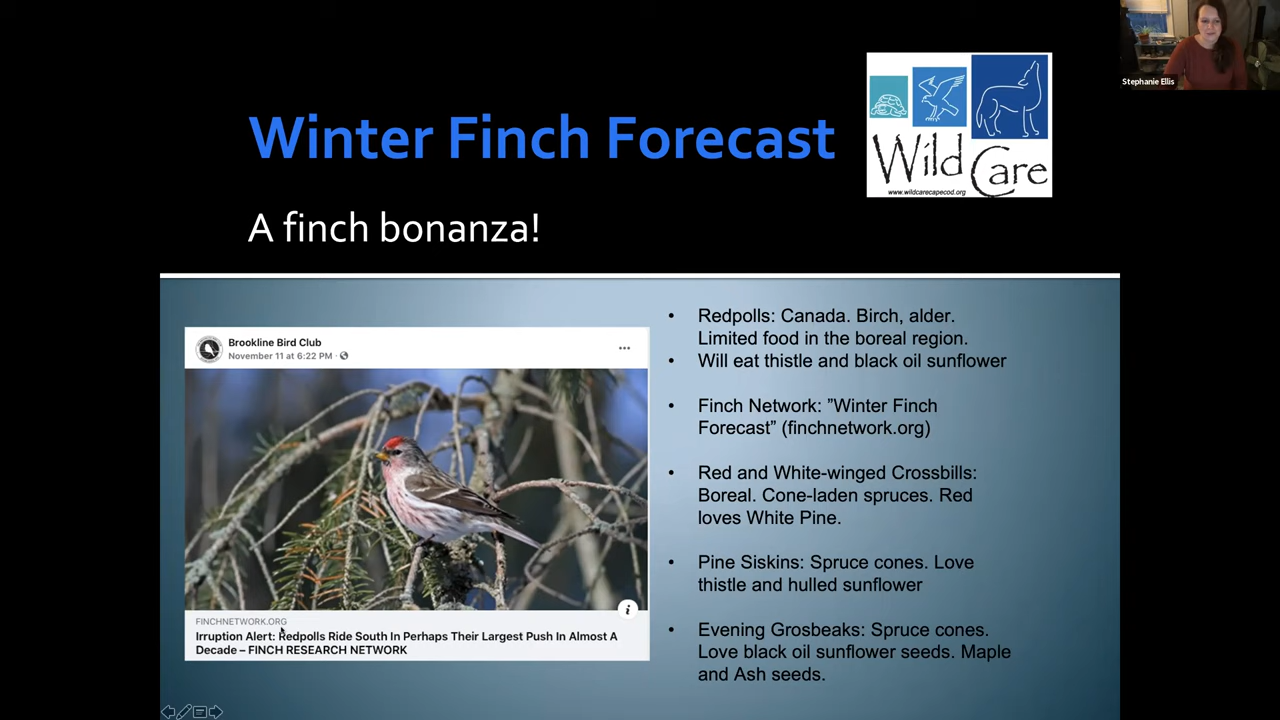 Stephanie Ellis
Winter Finch Forecast
Wild Care
www.wildcarecapecod.org
A finch bonanza!
Brookline Bird Club
November 11 at 6:22 PM ·
FINCHNETWORK.ORG
Irruption Alert: Redpolls Ride South In Perhaps Their Largest Push In Almost A
Decade – FINCH RESEARCH NETWORK
• Redpolls: Canada. Birch, alder.
Limited food in the boreal region.
• Will eat thistle and black oil sunflower
• Finch Network: ”Winter Finch
Forecast” (finchnetwork.org)
• Red and White-winged Crossbills:
Boreal. Cone-laden spruces. Red
loves White Pine.
• Pine Siskins: Spruce cones. Love
thistle and hulled sunflower
• Evening Grosbeaks: Spruce cones.
Love black oil sunflower seeds. Maple
and Ash seeds.